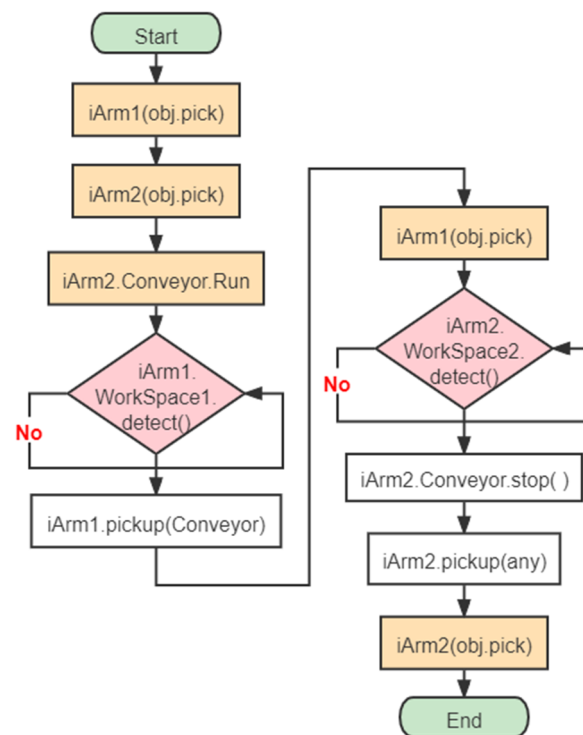 Start
iArm1(obj.pick)
iArm2(obj.pick)
iArm2.Conveyor.Run
iArm1.
WorkSpace1.
detect()
No
iArm1.pickup(Conveyor)
iArm1(obj.pick)
iArm2.
WorkSpace2.
detect()
No
iArm2.Conveyor.stop( )
iArm2.pickup(any)
iArm2(obj.pick)
End